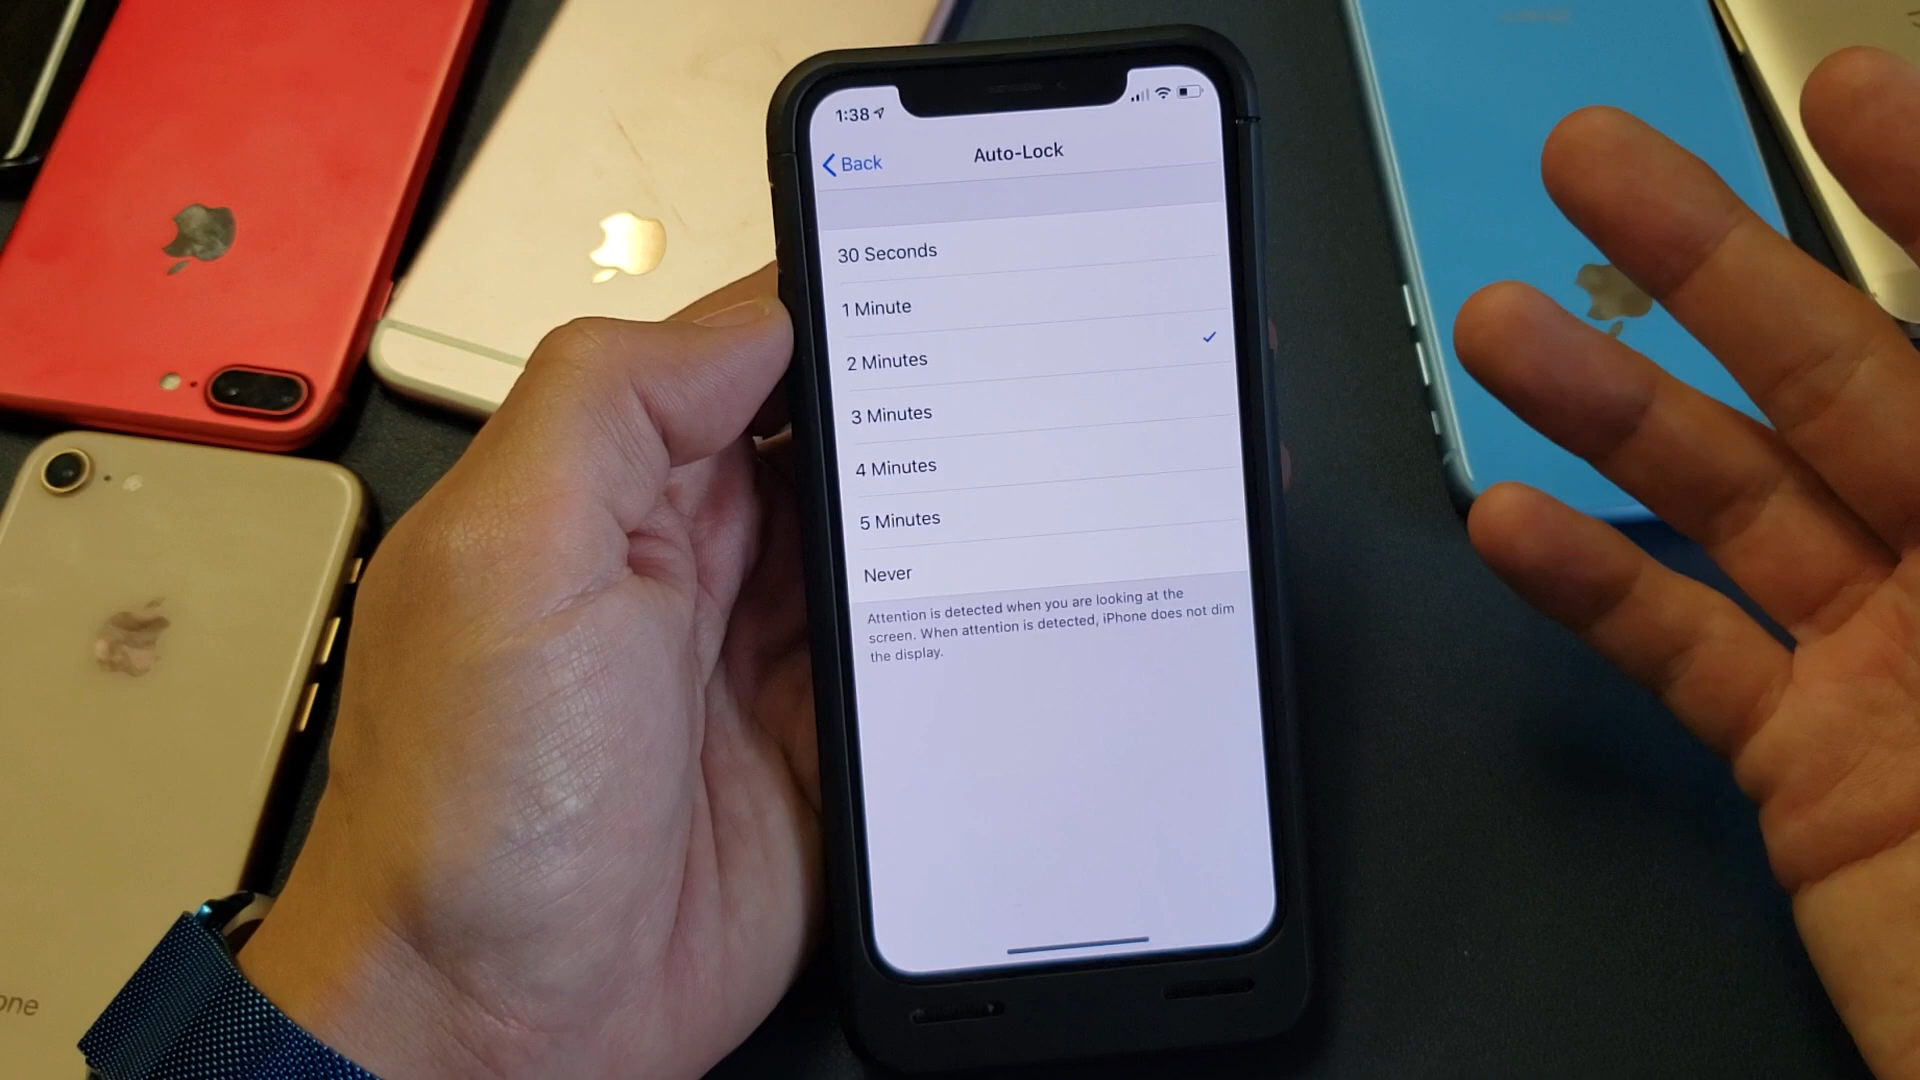 1:38
Back
Auto-Lock
30 Seconds
1 Minute
2 Minutes
3 Minutes
4 Minutes
5 Minutes
Never
Attention is detected when you are looking at the
screen. When attention is detected, iPhone does not dim
the display.
one